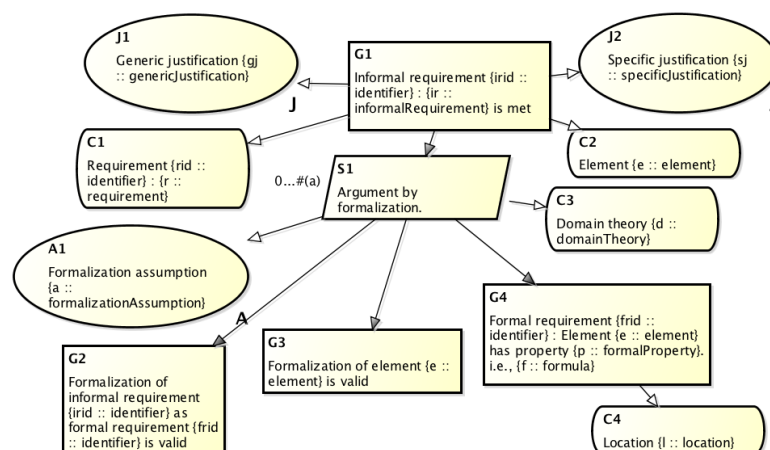 J1
Generic justification {gj
:: genericJustification}
J
G1
Informal requirement {irid
:: identifier} : {ir ::
informalRequirement} is met
J2
Specific justification {sj
:: specificJustification}
C1
Requirement {rid ::
identifier} : {r ::
requirement}
0...#(a)
S1
Argument by
formalization.
C2
Element {e :: element}
C3
Domain theory {d ::
domainTheory}
A1
Formalization assumption
{a ::
formalizationAssumption}
A
G2
Formalization of
informal requirement
{irid :: identifier} as
formal requirement {frid
:: identifier} is valid
G3
Formalization of element {e ::
element} is valid
G4
Formal requirement {frid ::
identifier} : Element {e :: element}
has property {p :: formalProperty}.
i.e., {f :: formula}
C4
Location {l :: location}